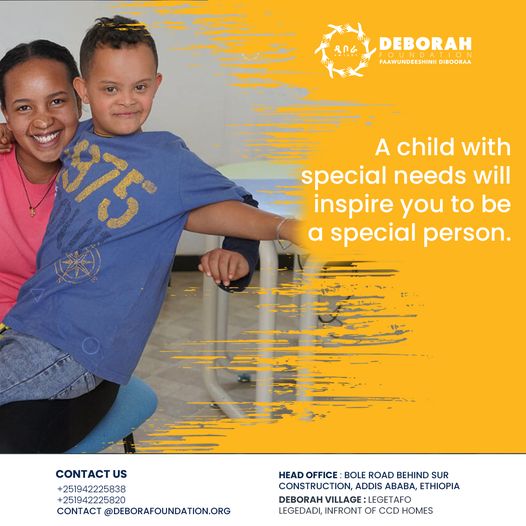 DEBORAH
FOUNDATION
FAAWUNDEESHINII DIBOORAA
A child with
special needs will
inspire you to be
a special person.
1975
CONTACT US
+251942225838
+251942225820
CONTACT @DEBORAFOUNDATION.ORG
HEAD OFFICE : BOLE ROAD BEHIND SUR
CONSTRUCTION, ADDIS ABABA, ETHIOPIA
DEBORAH VILLAGE : LEGETAFO
LEGEDADI, INFRONT OF CCD HOMES